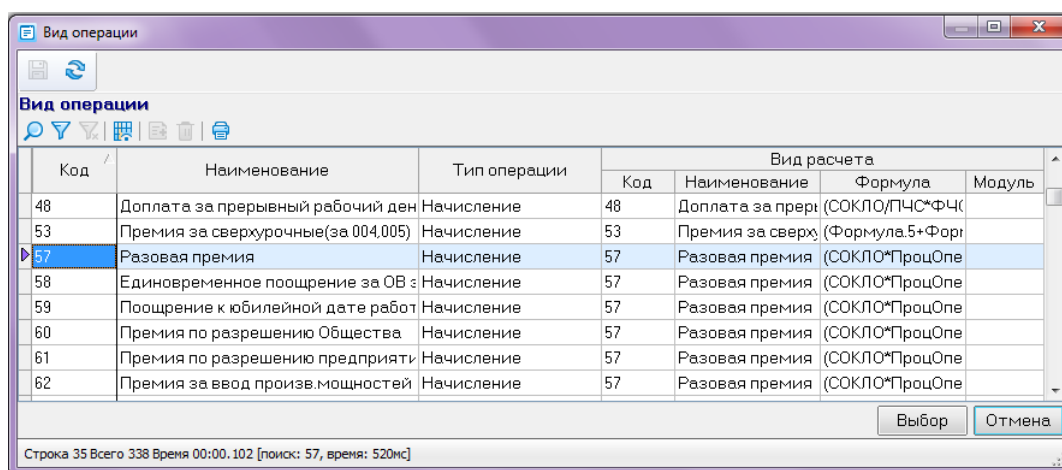 Вид операции
Вид операции
Код Наименование Тип операции Вид расчета
Код Наименование Формула Модуль
48 Доплата за прерывный рабочий ден Начисление 48 Доплата за преры (СОКЛО/ПЧС*ФЧС
53 Премия за сверхурочные(за 004,005) Начисление 53 Премия за сверху (Формула.5+Форм
57 Разовая премия Начисление 57 Разовая премия (СОКЛО*ПроцОпе
58 Единовременное поощрение за ОВ з Начисление 57 Разовая премия (СОКЛО*ПроцОпе
59 Поощрение к юбилейной дате работ Начисление 57 Разовая премия (СОКЛО*ПроцОпе
60 Премия по разрешению Общества Начисление 57 Разовая премия (СОКЛО*ПроцОпе
61 Премия по разрешению предприяти Начисление 57 Разовая премия (СОКЛО*ПроцОпе
62 Премия за ввод произв.мощностей Начисление 57 Разовая премия (СОКЛО*ПроцОпе
Выбор Отмена
Строка 35 Всего 338 Время 00:00.102 [поиск: 57, время: 520мс]